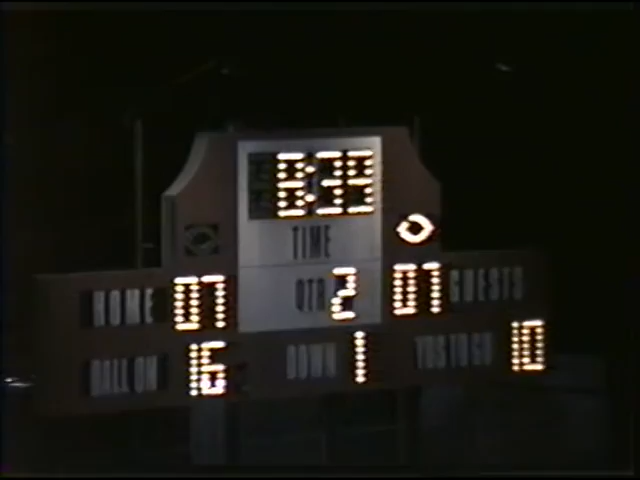 8:39
TIME
HOME 07 QTR 2 07 GUESTS
BALL ON 16 DOWN 1 YDS TO GO 10